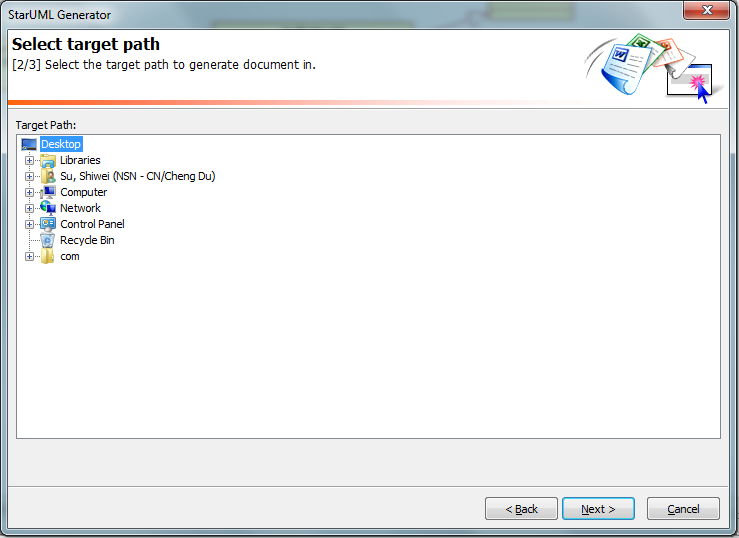 StarUML Generator
Select target path
[2/3] Select the target path to generate document in.
Target Path:
Desktop
Libraries
Su, Shiwei (NSN - CN/Cheng Du)
Computer
Network
Control Panel
Recycle Bin
com
< Back
Next >
Cancel